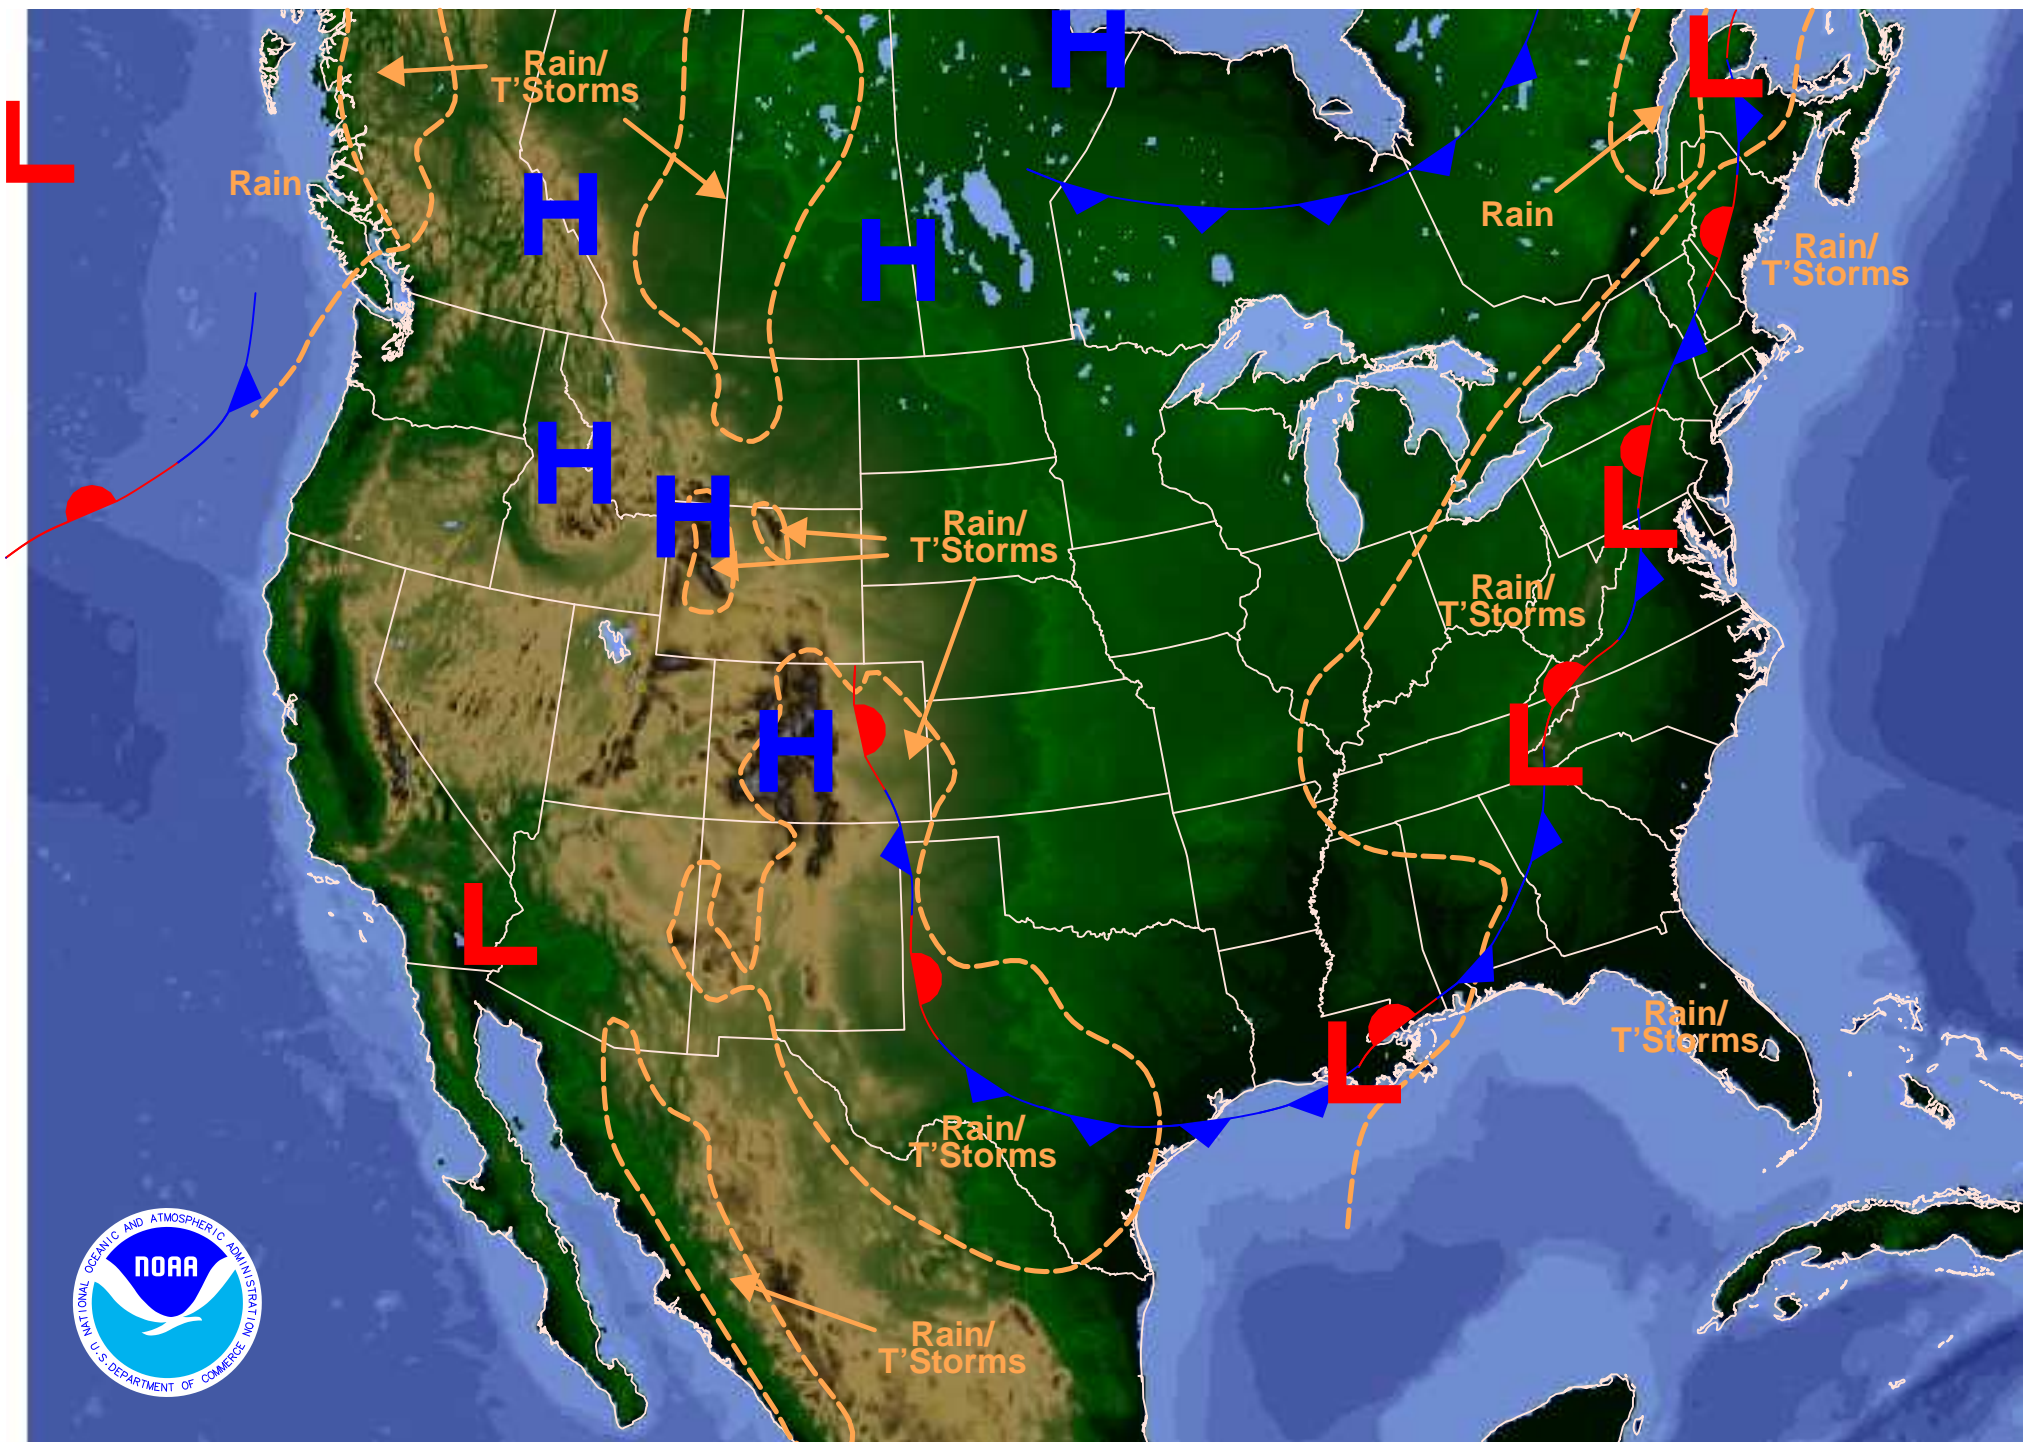 H
L
Rain/
T'Storms
L
Rain
H
H
Rain
Rain/
T'Storms
H
H
L
Rain/
T'Storms
Rain/
T'Storms
H
L
L
Rain/
T'Storms
L
Rain/
T'Storms
Rain/
T'Storms
NATIONAL OCEANIC AND ATMOSPHERIC ADMINISTRATION
NOAA
U.S. DEPARTMENT OF COMMERCE